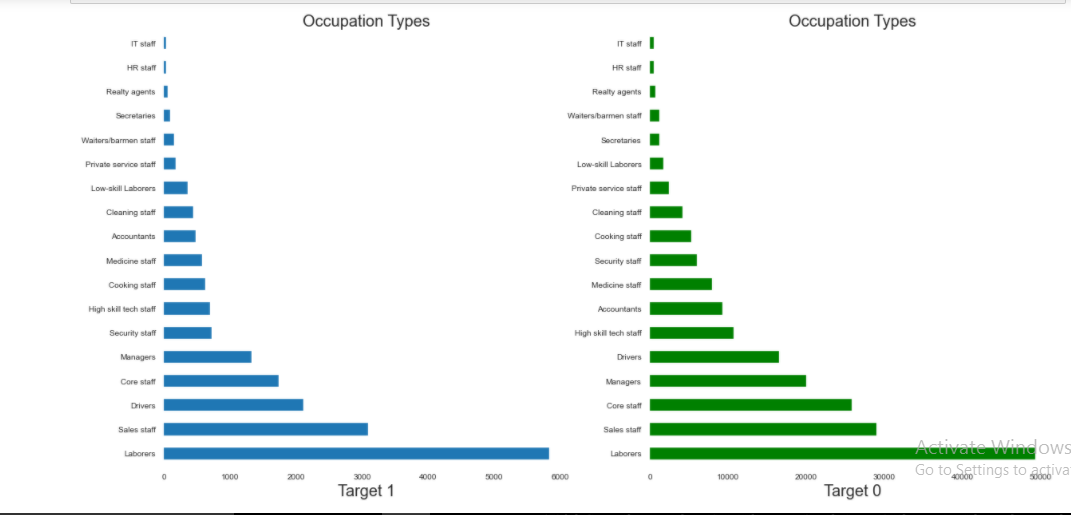 Occupation Types
IT staff
HR staff
Realty agents
Secretaries
Waiters/barmen staff
Private service staff
Low-skill Laborers
Cleaning staff
Accountants
Medicine staff
Cooking staff
High skill tech staff
Security staff
Managers
Core staff
Drivers
Sales staff
Laborers
0 1000 2000 3000 4000 5000 6000
Target 1
Occupation Types
IT staff
HR staff
Realty agents
Waiters/barmen staff
Secretaries
Low-skill Laborers
Private service staff
Cleaning staff
Cooking staff
Security staff
Medicine staff
Accountants
High skill tech staff
Drivers
Managers
Core staff
Sales staff
Laborers
0 10000 20000 30000 40000 50000
Target 0
Activate Windows
Go to Settings to activa